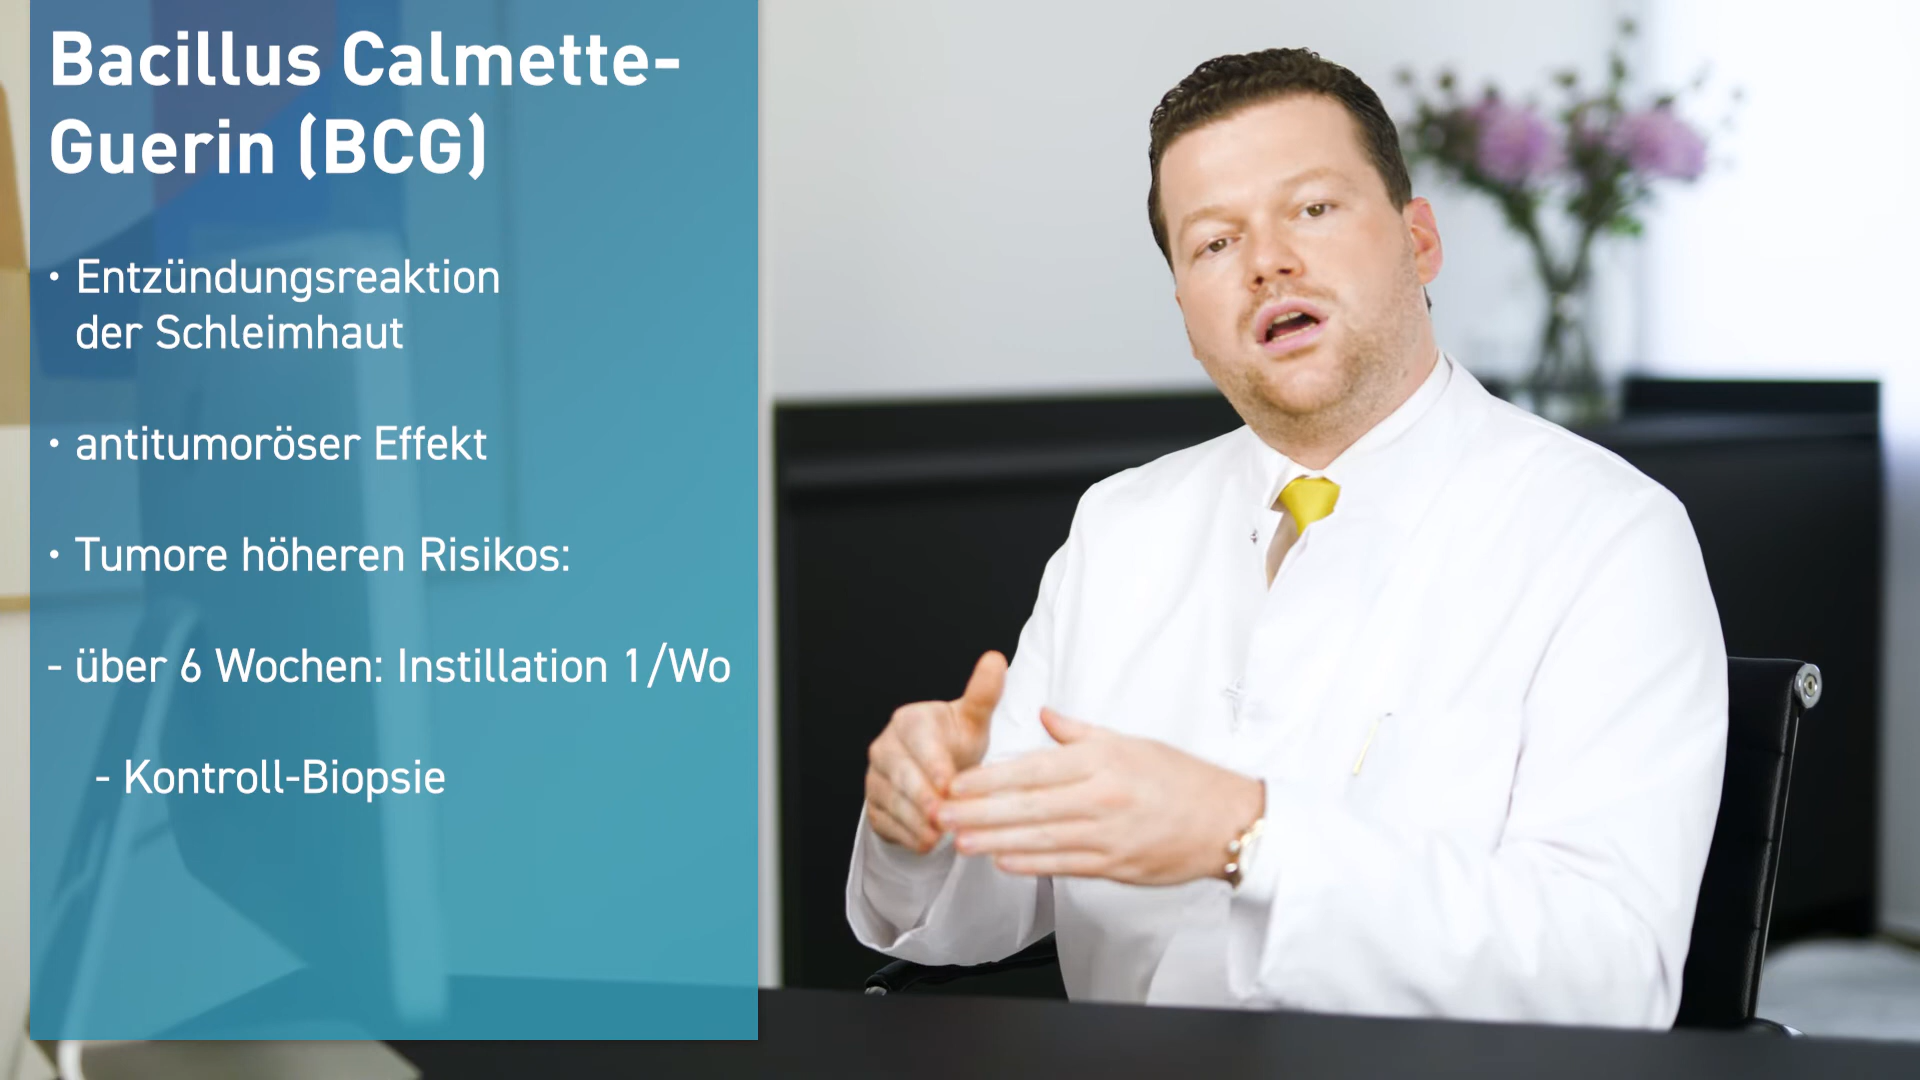 Bacillus Calmette-
Guerin (BCG)
• Entzündungsreaktion
der Schleimhaut
• antitumoröser Effekt
• Tumore höheren Risikos:
- über 6 Wochen: Instillation 1/Wo
- Kontroll-Biopsie